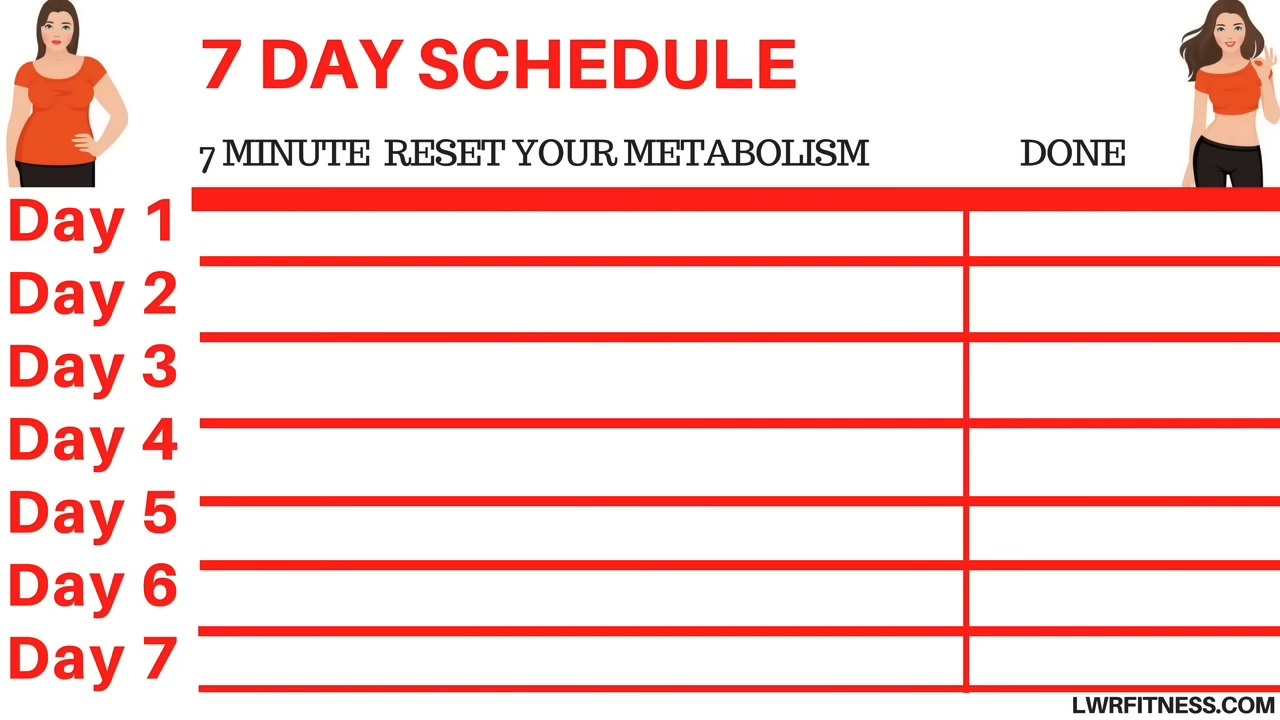 7 DAY SCHEDULE
7 MINUTE RESET YOUR METABOLISM DONE
Day 1
Day 2
Day 3
Day 4
Day 5
Day 6
Day 7
LWRFITNESS.COM